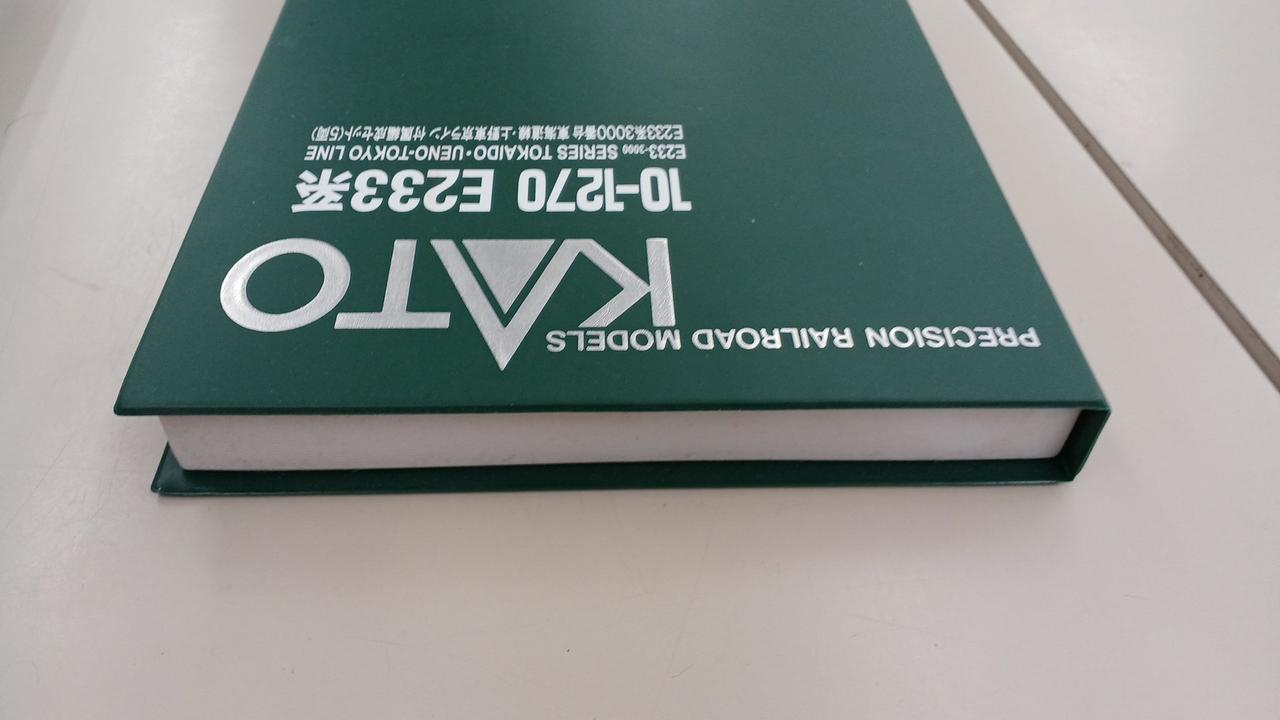 PRECISION RAILROAD MODELS
KATO
10-1270 E233系
E233-3000 SERIES TOKAIDO・UENO-TOKYO LINE
E233系3000番台 東海道線・上野東京ライン 付属編成セット(5両)